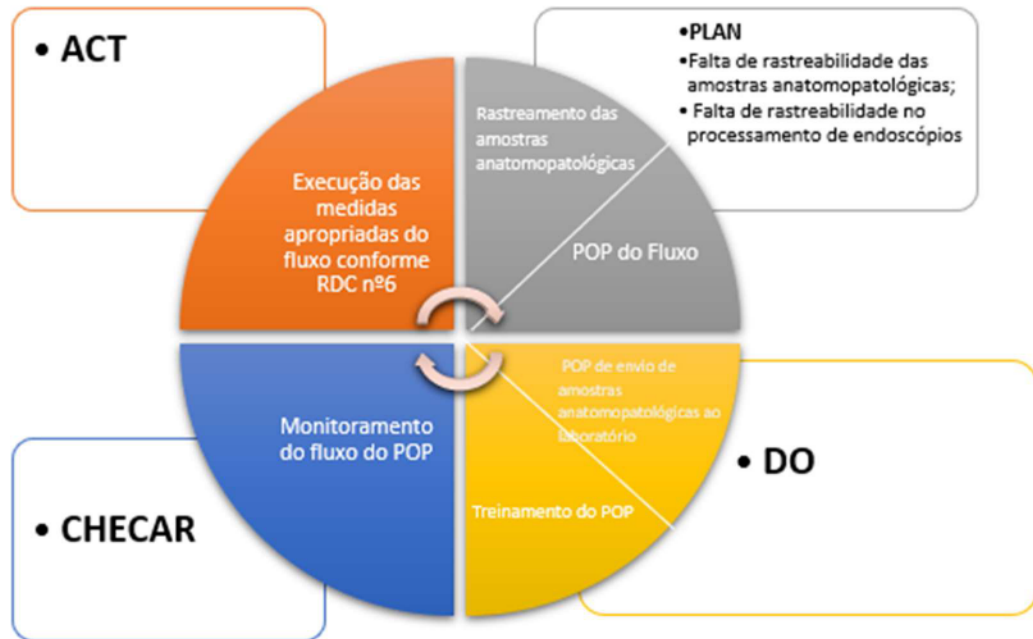 • ACT
•PLAN
•Falta de rastreabilidade das
amostras anatomopatológicas;
• Falta de rastreabilidade no
processamento de endoscópios
Rastreamento das
amostras
anatomopatológicas
POP do Fluxo
Execução das
medidas
apropriadas do
fluxo conforme
RDC nº6
Monitoramento
do fluxo do POP
POP de envio de
amostras
anatomopatológicas ao
laboratório
Treinamento do POP
• CHECAR
• DO